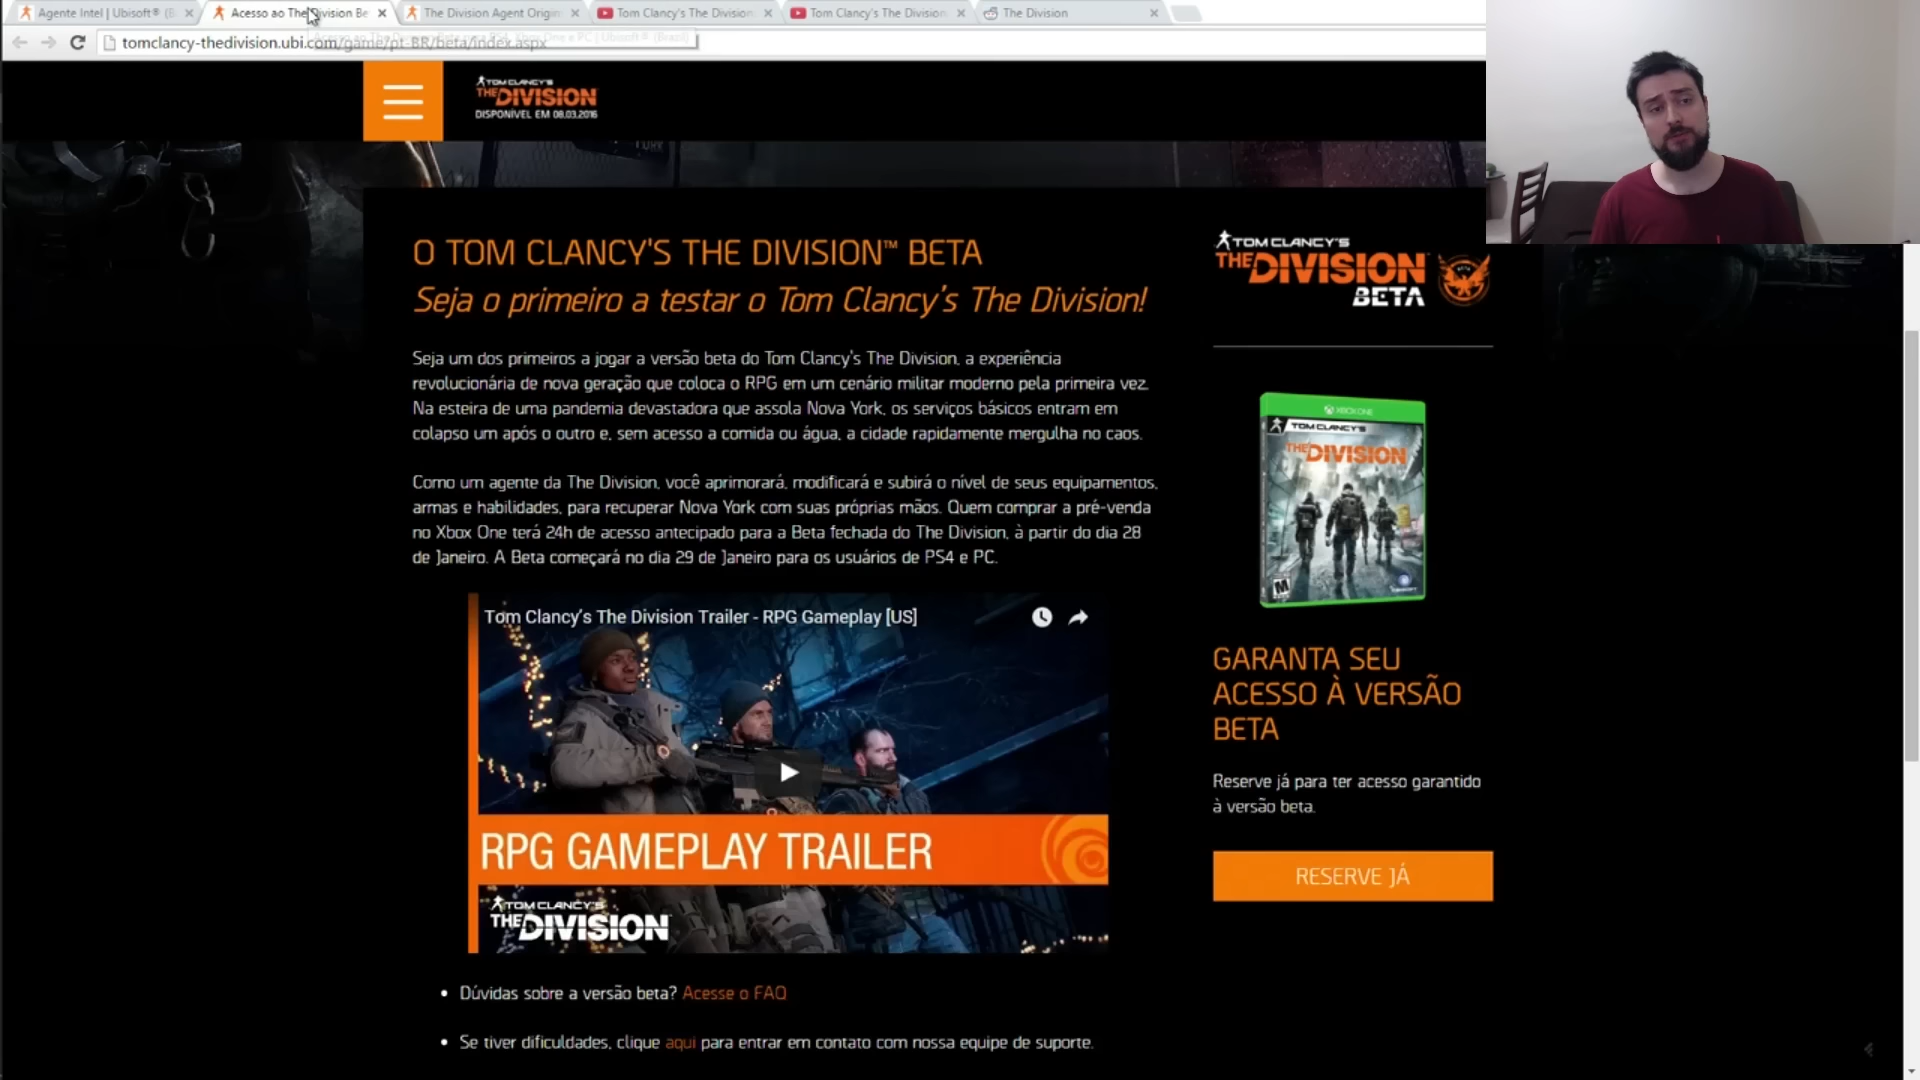 Agente Intel | Ubisoft® (B
Acesso ao The Division Be
The Division Agent Origin
Tom Clancy's The Division
Tom Clancy's The Division
The Division
tomclancy-thedivision.ubi.com/game/pt-BR/beta/index.aspx
TOM CLANCY'S
THE DIVISION
DISPONÍVEL EM 08.03.2016
O TOM CLANCY'S THE DIVISION™ BETA
Seja o primeiro a testar o Tom Clancy's The Division!
Seja um dos primeiros a jogar a versão beta do Tom Clancy's The Division, a experiência
revolucionária de nova geração que coloca o RPG em um cenário militar moderno pela primeira vez.
Na esteira de uma pandemia devastadora que assola Nova York, os serviços básicos entram em
colapso um após o outro e, sem acesso a comida ou água, a cidade rapidamente mergulha no caos.
Como um agente da The Division, você aprimorará, modificará e subirá o nível de seus equipamentos,
armas e habilidades, para recuperar Nova York com suas próprias mãos. Quem comprar a pré-venda
no Xbox One terá 24h de acesso antecipado para a Beta fechada do The Division, à partir do dia 28
de Janeiro. A Beta começará no dia 29 de Janeiro para os usuários de PS4 e PC.
Tom Clancy's The Division Trailer - RPG Gameplay [US]
RPG GAMEPLAY TRAILER
TOM CLANCY'S
THE DIVISION
Dúvidas sobre a versão beta? Acesse o FAQ
Se tiver dificuldades, clique aqui para entrar em contato com nossa equipe de suporte.
TOM CLANCY'S
THE DIVISION
BETA
XBOX ONE
TOM CLANCY'S
THE DIVISION
M
UBISOFT
GARANTA SEU
ACESSO À VERSÃO
BETA
Reserve já para ter acesso garantido
à versão beta.
RESERVE JÁ